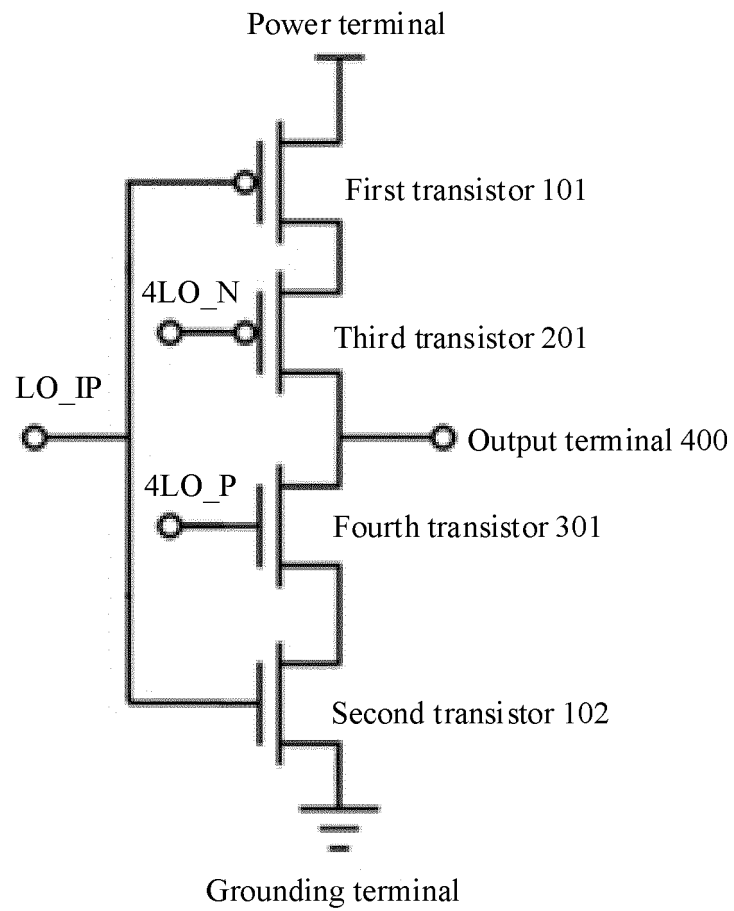 Power terminal
First transistor 101
4LO_N
Third transistor 201
LO_IP
Output terminal 400
4LO_P
Fourth transistor 301
Second transistor 102
Grounding terminal